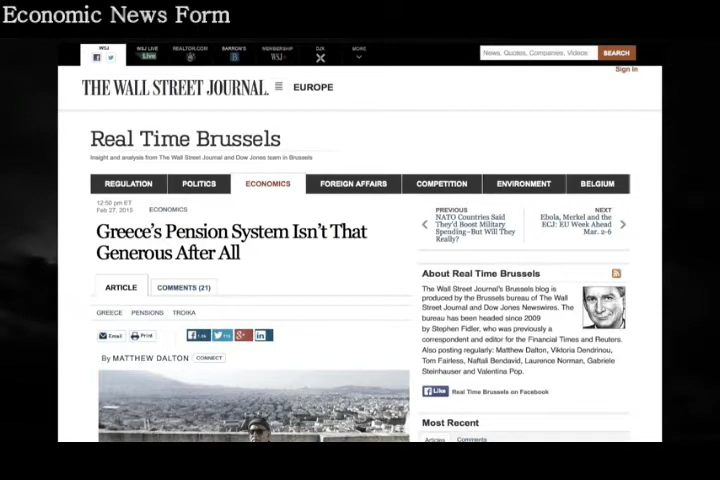 Economic News Form
WSJ
WSJ LIVE
REALTOR.COM
BARRON'S
MEMBERSHIP
DJX
MORE
Live
B
WSJ+
News, Quotes, Companies, Videos
SEARCH
Sign In
THE WALL STREET JOURNAL.
EUROPE
Real Time Brussels
Insight and analysis from The Wall Street Journal and Dow Jones team in Brussels
REGULATION
POLITICS
ECONOMICS
FOREIGN AFFAIRS
COMPETITION
ENVIRONMENT
BELGIUM
12:50 pm ET
Feb 27, 2015
ECONOMICS
Greece's Pension System Isn't That
Generous After All
ARTICLE
COMMENTS (21)
GREECE PENSIONS TROIKA
Email
Print
By MATTHEW DALTON
CONNECT
PREVIOUS
NATO Countries Said
They'd Boost Military
Spending–But Will They
Really?
NEXT
Ebola, Merkel and the
ECJ: EU Week Ahead
Mar. 2-6
About Real Time Brussels
The Wall Street Journal's Brussels blog is
produced by the Brussels bureau of The Wall
Street Journal and Dow Jones Newswires. The
bureau has been headed since 2009
by Stephen Fidler, who was previously a
correspondent and editor for the Financial Times and Reuters.
Also posting regularly: Matthew Dalton, Viktoria Dendrinou,
Tom Fairless, Naftali Bendavid, Laurence Norman, Gabriele
Steinhauser and Valentina Pop.
Like
Real Time Brussels on Facebook
Most Recent
Articles
Comments